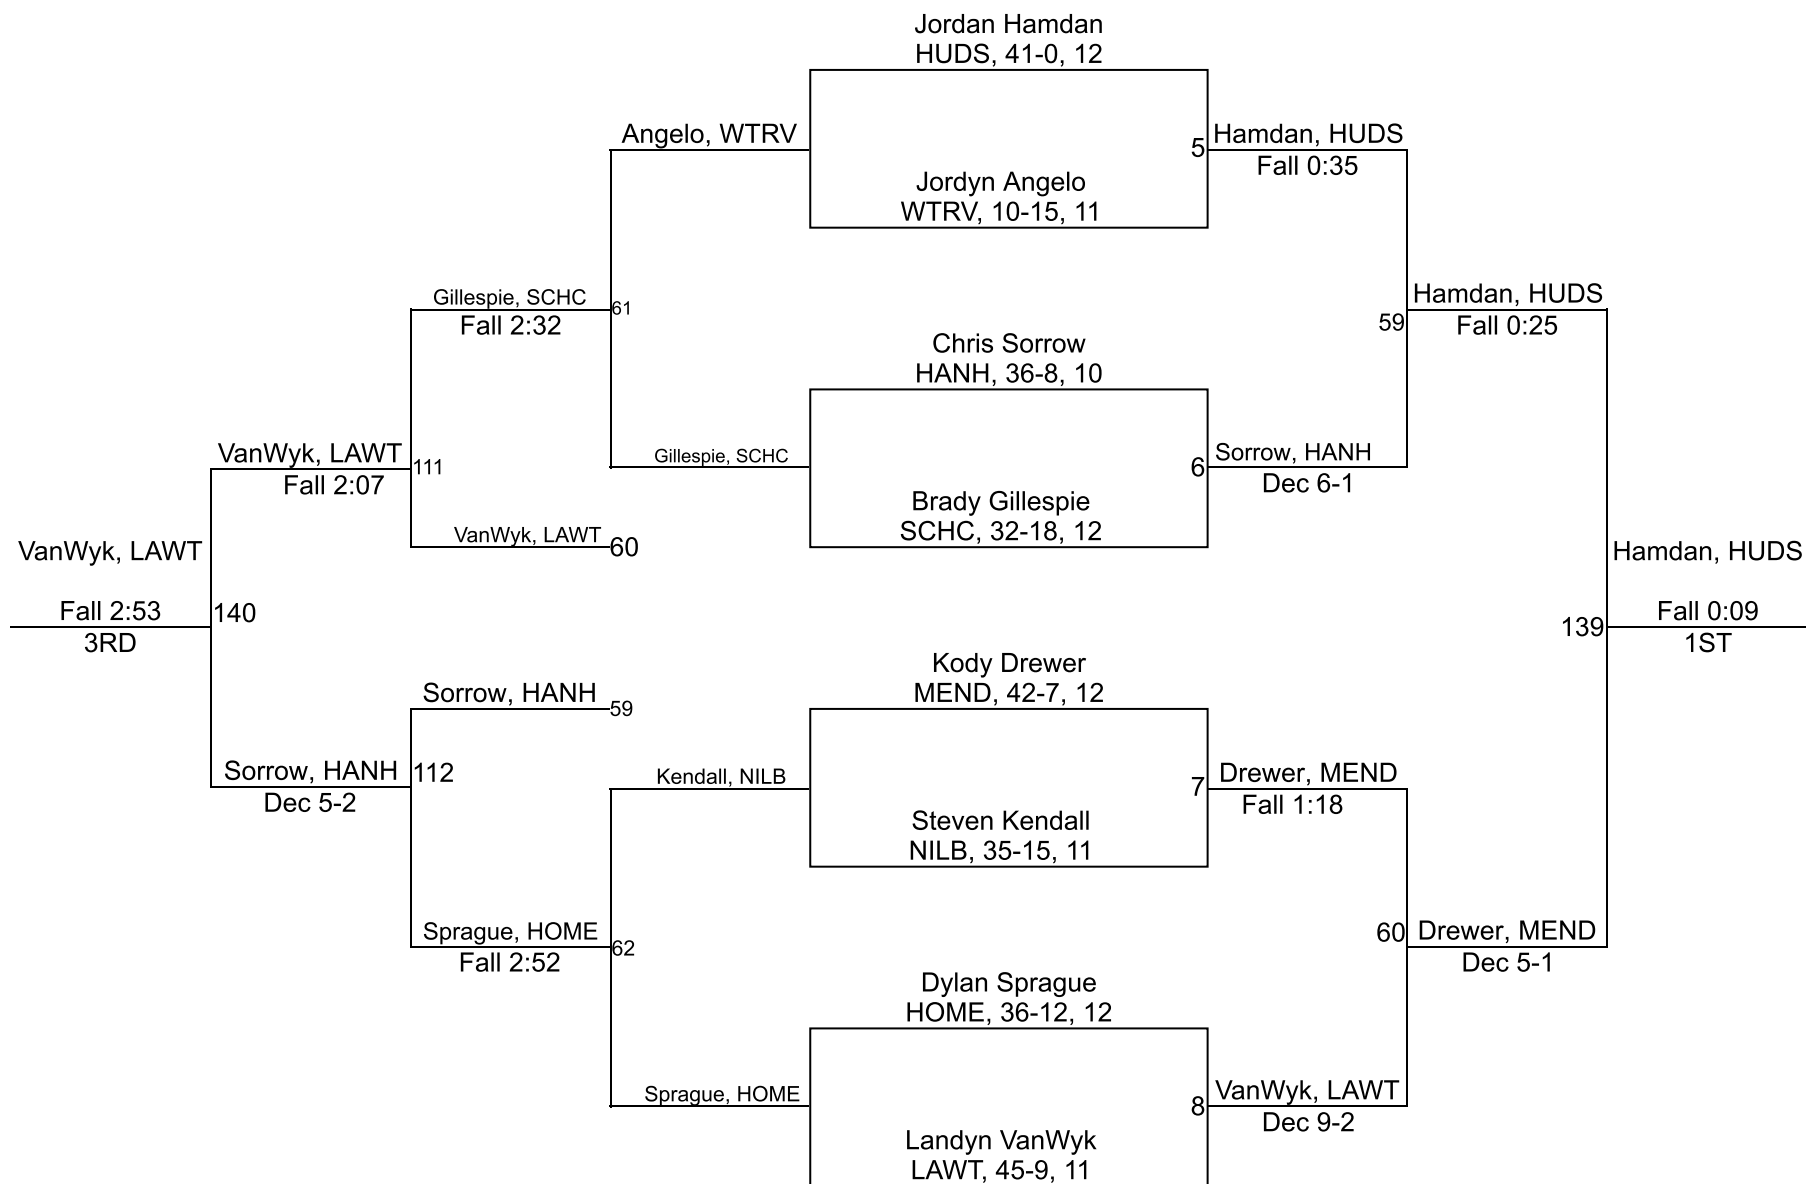 Jordan Hamdan
HUDS, 41-0, 12
Angelo, WTRV
5
Hamdan, HUDS
Fall 0:35
Jordyn Angelo
WTRV, 10-15, 11
Gillespie, SCHC
61
Fall 2:32
Hamdan, HUDS
59
Fall 0:25
Chris Sorrow
HANH, 36-8, 10
VanWyk, LAWT
111
Fall 2:07
Gillespie, SCHC
6
Sorrow, HANH
Dec 6-1
Brady Gillespie
SCHC, 32-18, 12
VanWyk, LAWT
60
VanWyk, LAWT
Hamdan, HUDS
Fall 2:53
140
3RD
139
Fall 0:09
1ST
Kody Drewer
MEND, 42-7, 12
Sorrow, HANH
59
Sorrow, HANH
112
Dec 5-2
Kendall, NILB
7
Drewer, MEND
Fall 1:18
Steven Kendall
NILB, 35-15, 11
Sprague, HOME
62
Fall 2:52
60
Drewer, MEND
Dec 5-1
Dylan Sprague
HOME, 36-12, 12
Sprague, HOME
8
VanWyk, LAWT
Dec 9-2
Landyn VanWyk
LAWT, 45-9, 11